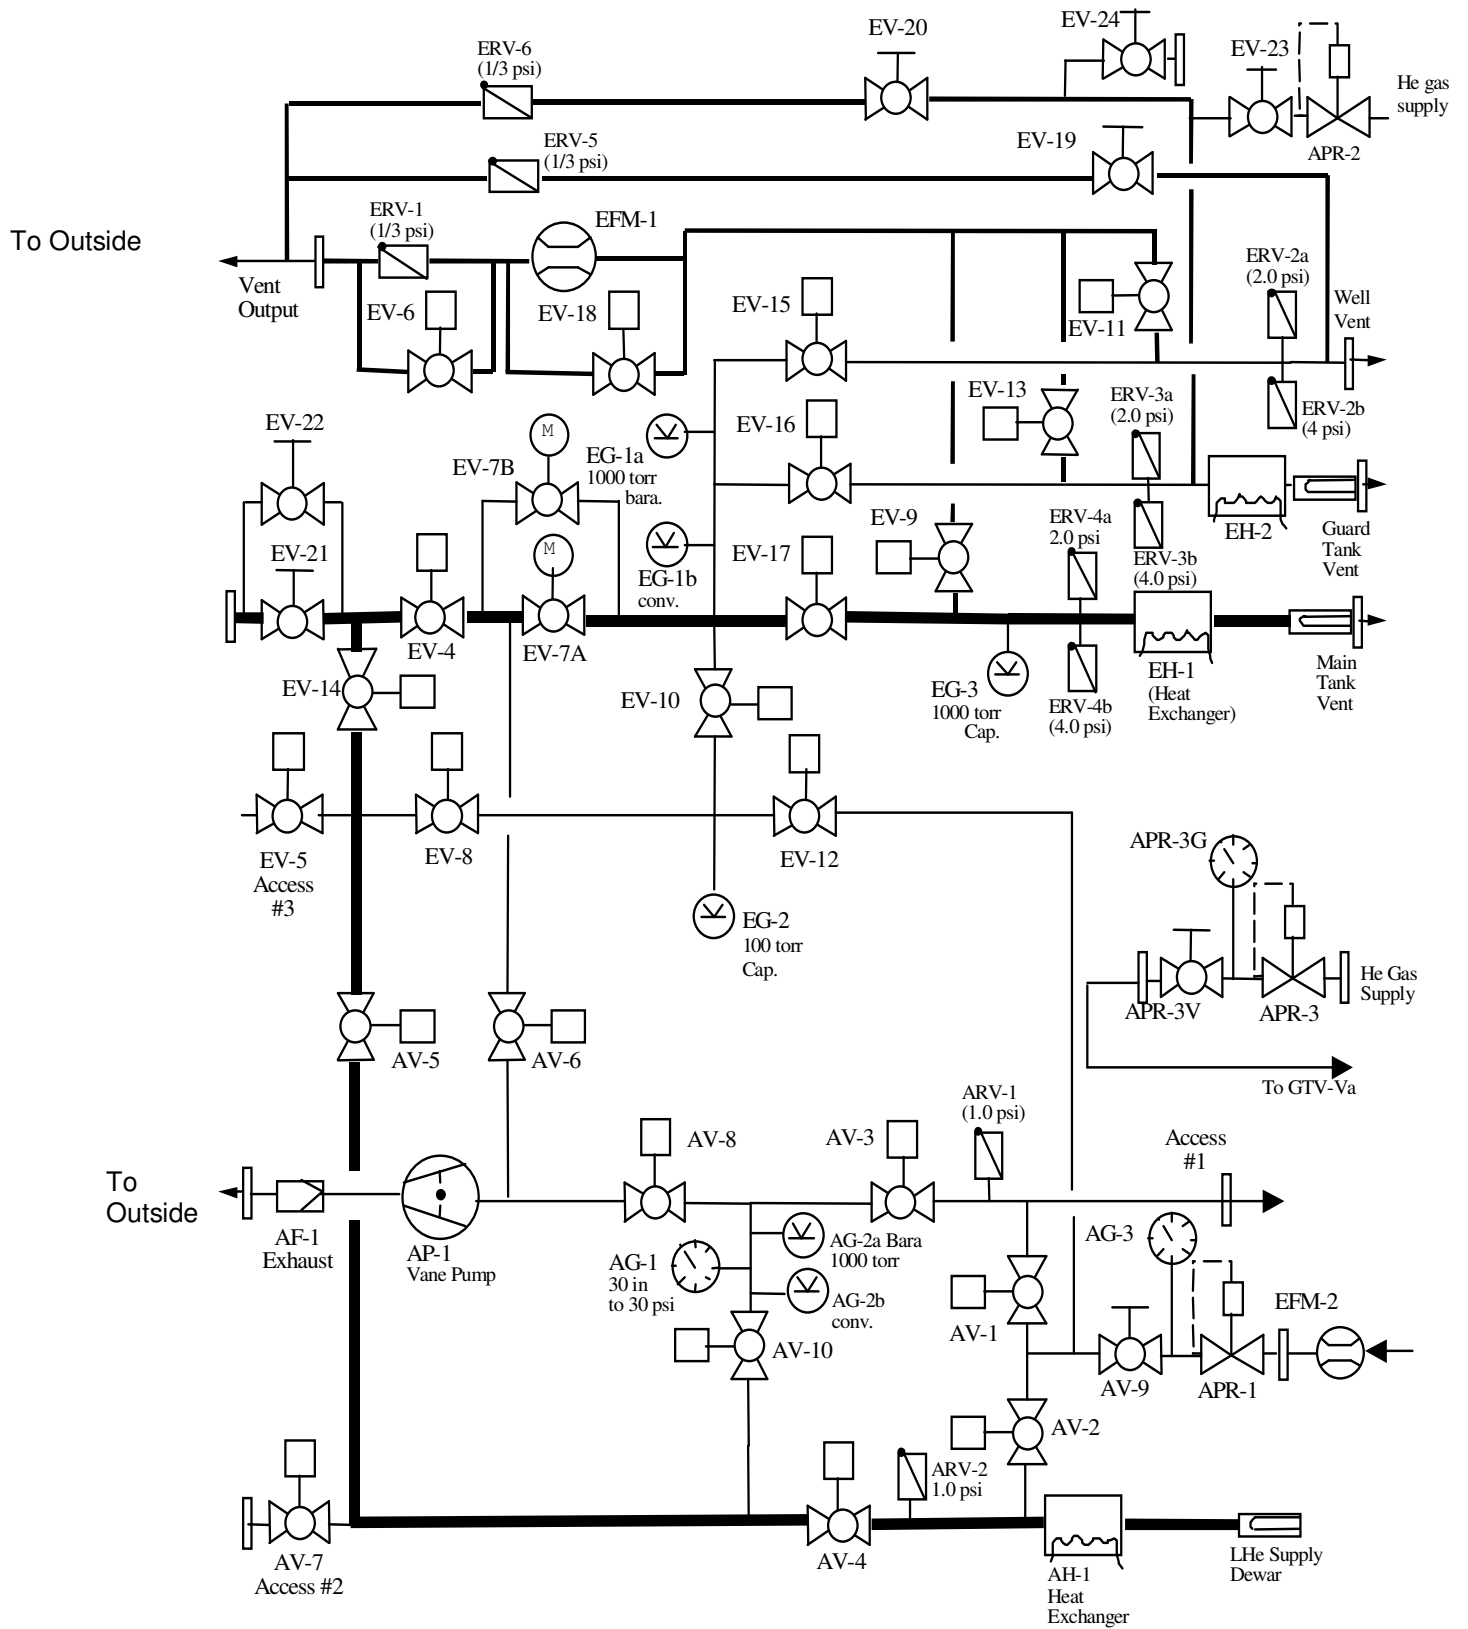 EV-24
EV-20
EV-23
ERV-6
(1/3 psi)
He gas
supply
ERV-5
(1/3 psi)
EV-19
APR-2
ERV-1
(1/3 psi)
EFM-1
To Outside
ERV-2a
(2.0 psi)
Vent
Output
EV-6
EV-18
EV-15
EV-11
Well
Vent
EV-13
ERV-3a
(2.0 psi)
ERV-2b
(4 psi)
EV-22
M
EV-16
EG-1a
1000 torr
bara.
EV-7B
EV-9
ERV-4a
2.0 psi
EH-2
Guard
Tank
Vent
EV-21
M
EV-17
ERV-3b
(4.0 psi)
EG-1b
conv.
EV-4
EV-7A
EV-14
EV-10
EG-3
1000 torr
Cap.
ERV-4b
(4.0 psi)
EH-1
(Heat
Exchanger)
Main
Tank
Vent
EV-5
Access
#3
EV-8
EV-12
APR-3G
EG-2
100 torr
Cap.
He Gas
Supply
APR-3V
APR-3
AV-5
AV-6
To GTV-Va
ARV-1
(1.0 psi)
AV-8
AV-3
Access
#1
To
Outside
AF-1
Exhaust
AP-1
Vane Pump
AG-1
30 in
to 30 psi
AG-2a Bara
1000 torr
AG-3
AG-2b
conv.
EFM-2
AV-1
AV-10
AV-9
APR-1
AV-2
ARV-2
1.0 psi
AV-7
Access #2
AV-4
AH-1
Heat
Exchanger
LHe Supply
Dewar